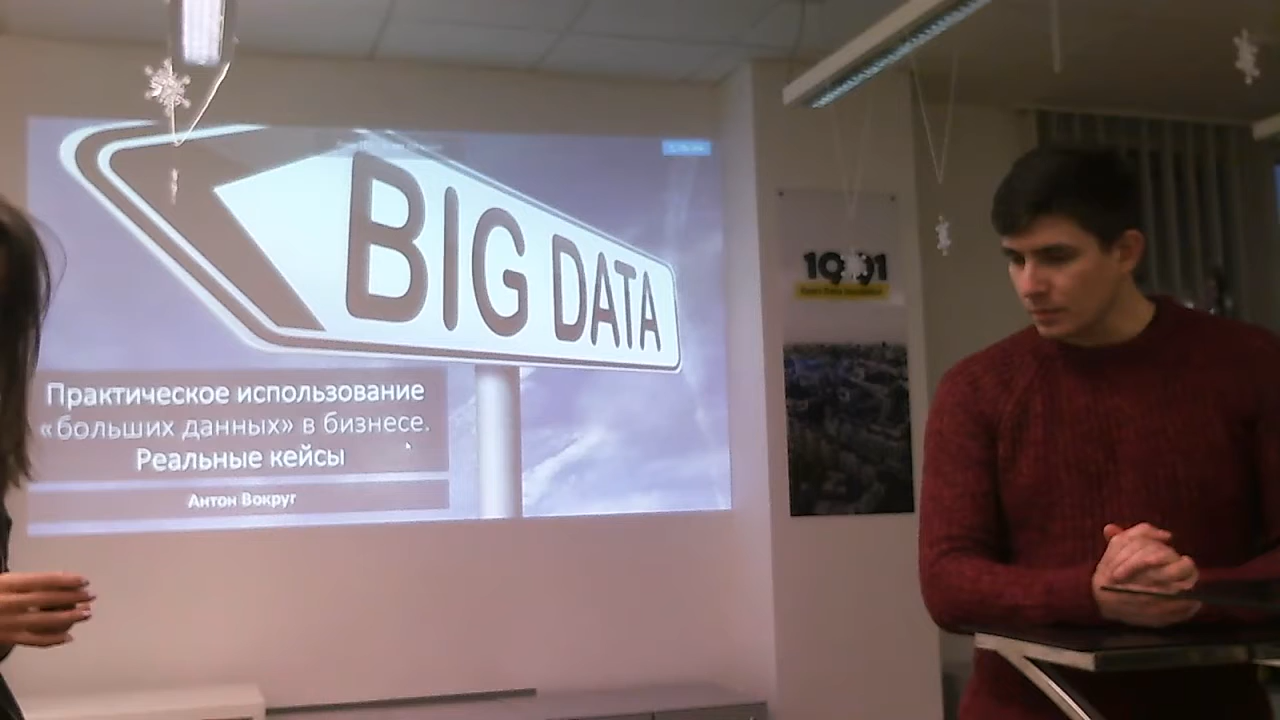 BIG DATA
Практическое использование
«больших данных» в бизнесе.
Реальные кейсы
Антон Вокруг
1991